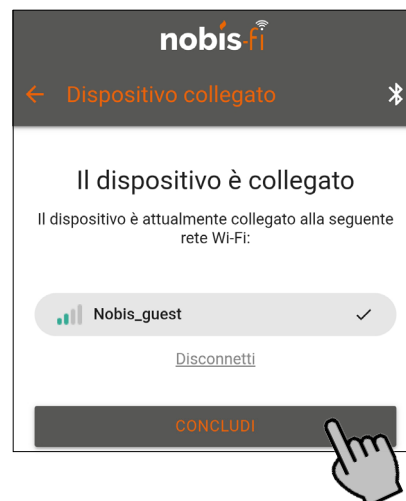 nobis-fi
Dispositivo collegato
Il dispositivo è collegato
Il dispositivo è attualmente collegato alla seguente
rete Wi-Fi:
Nobis_guest
Disconnetti
CONCLUDI